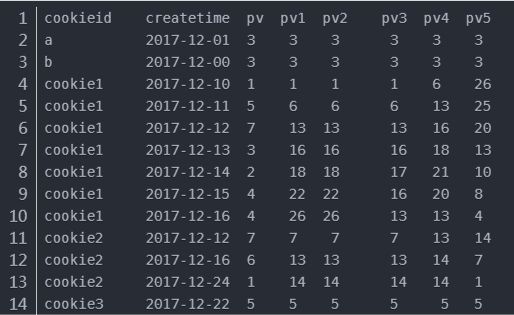 1 cookieid createtime pv pv1 pv2 pv3 pv4 pv5
2 a 2017-12-01 3 3 3 3 3 3
3 b 2017-12-00 3 3 3 3 3 3
4 cookie1 2017-12-10 1 1 1 1 6 26
5 cookie1 2017-12-11 5 6 6 6 13 25
6 cookie1 2017-12-12 7 13 13 13 16 20
7 cookie1 2017-12-13 3 16 16 16 18 13
8 cookie1 2017-12-14 2 18 18 17 21 10
9 cookie1 2017-12-15 4 22 22 16 20 8
10 cookie1 2017-12-16 4 26 26 13 13 4
11 cookie2 2017-12-12 7 7 7 7 13 14
12 cookie2 2017-12-16 6 13 13 13 14 7
13 cookie2 2017-12-24 1 14 14 14 14 1
14 cookie3 2017-12-22 5 5 5 5 5 5